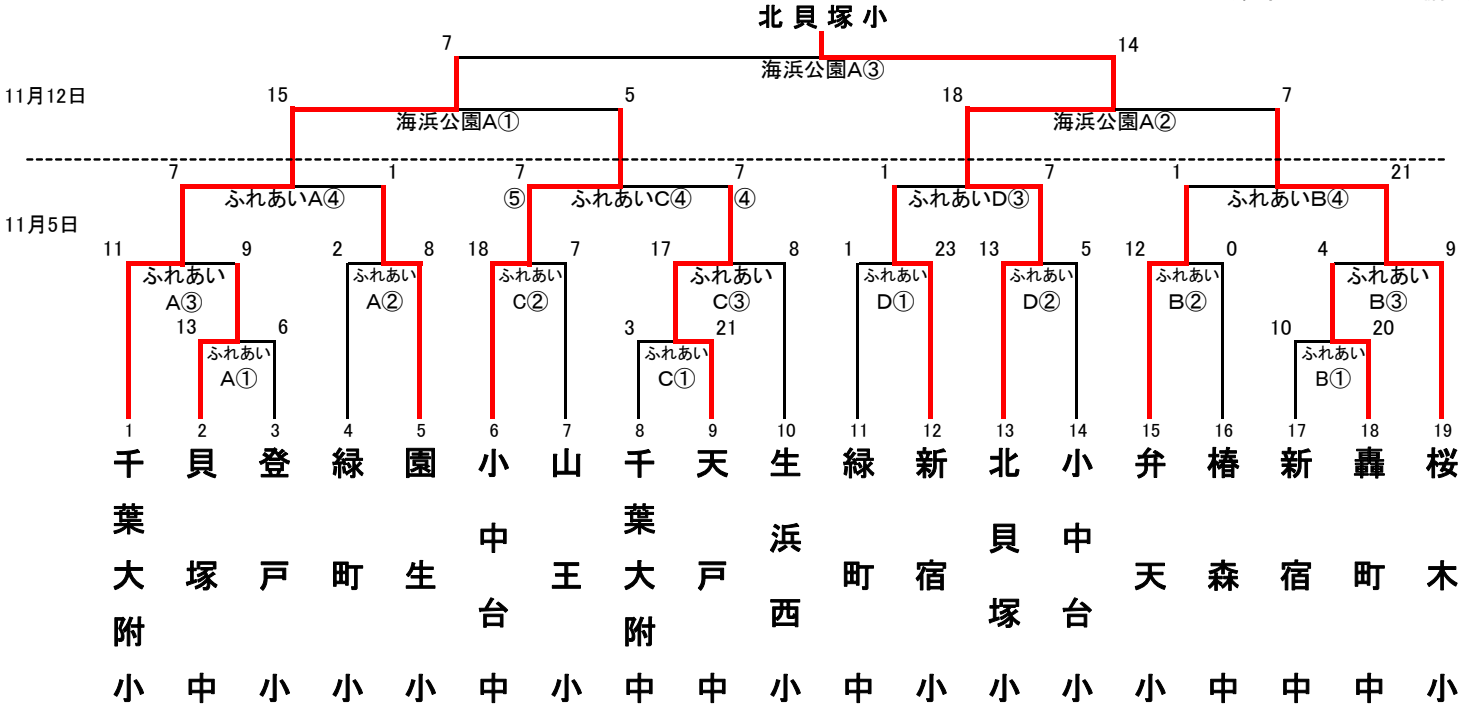 北貝塚小
7 14
海浜公園A③
11月12日 15 5 18 7
海浜公園A① 海浜公園A②
7 1 7 7 1 7 1 21
ふれあいA④ ⑤ ふれあいC④ ④ ふれあいD③ ふれあいB④
11月5日
11 9 2 8 18 7 17 8 1 23 13 5 12 0 4 9
ふれあい ふれあい ふれあい ふれあい ふれあい ふれあい ふれあい ふれあい
A③ A② C② C③ D① D② B② B③
13 6 3 21 10 20
ふれあい ふれあい ふれあい
A① C① B①
1 2 3 4 5 6 7 8 9 10 11 12 13 14 15 16 17 18 19
千葉大附小
貝塚中
登戸小
緑町小
園生小
小中台中
山王小
千葉大附中
天戸中
生浜西小
緑町中
新宿小
北貝塚小
小中台小
弁天小
椿森中
新宿中
轟町中
桜木小